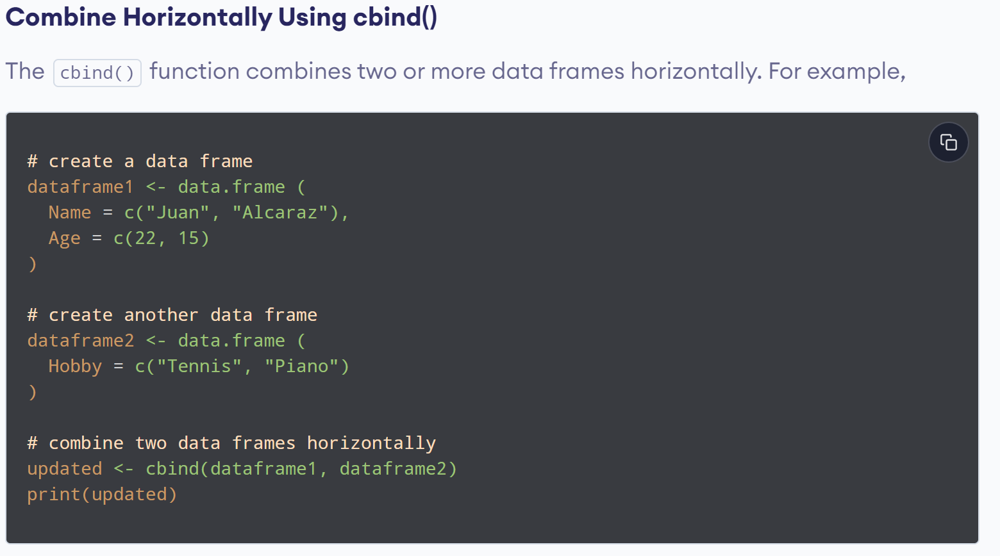 Combine Horizontally Using cbind()
The cbind() function combines two or more data frames horizontally. For example,
# create a data frame
dataframe1 <- data.frame (
  Name = c("Juan", "Alcaraz"),
  Age = c(22, 15)
)
# create another data frame
dataframe2 <- data.frame (
  Hobby = c("Tennis", "Piano")
)
# combine two data frames horizontally
updated <- cbind(dataframe1, dataframe2)
print(updated)